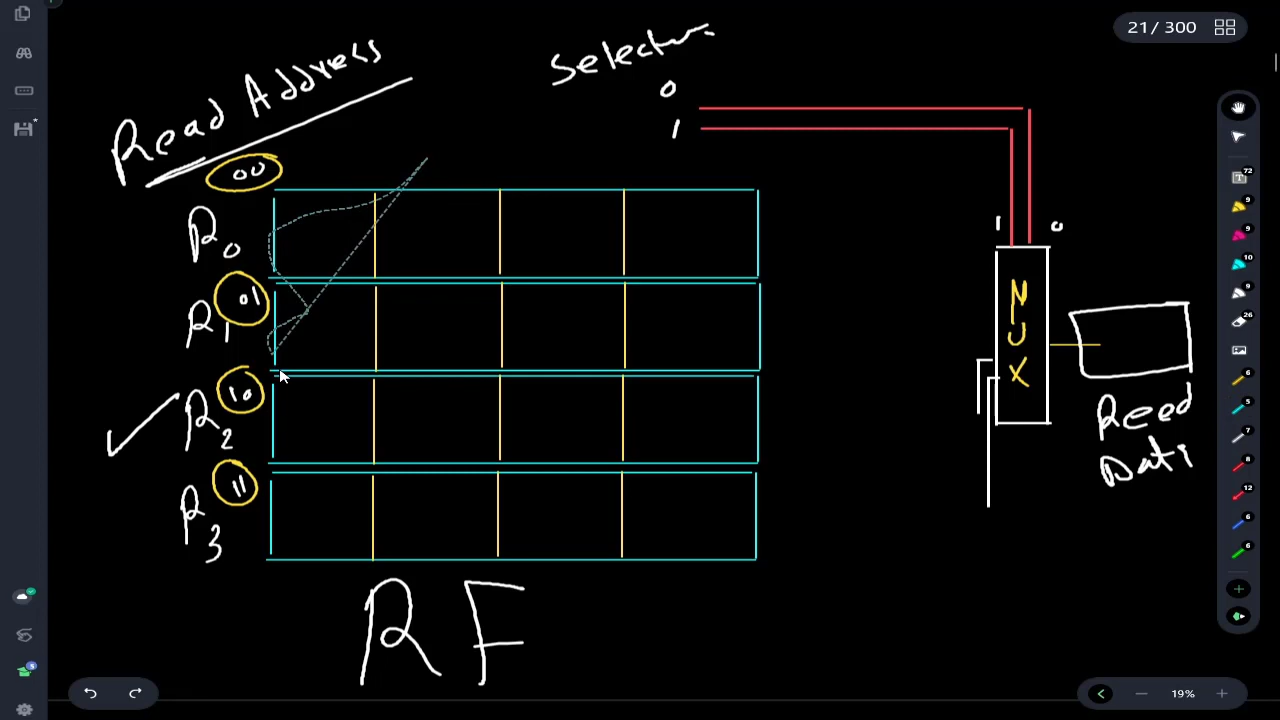 21 / 300
Selector
0
1
Read Address
00
R0
01
R1
10
R2
11
R3
1 0
MUX
Read
Data
RF
19%